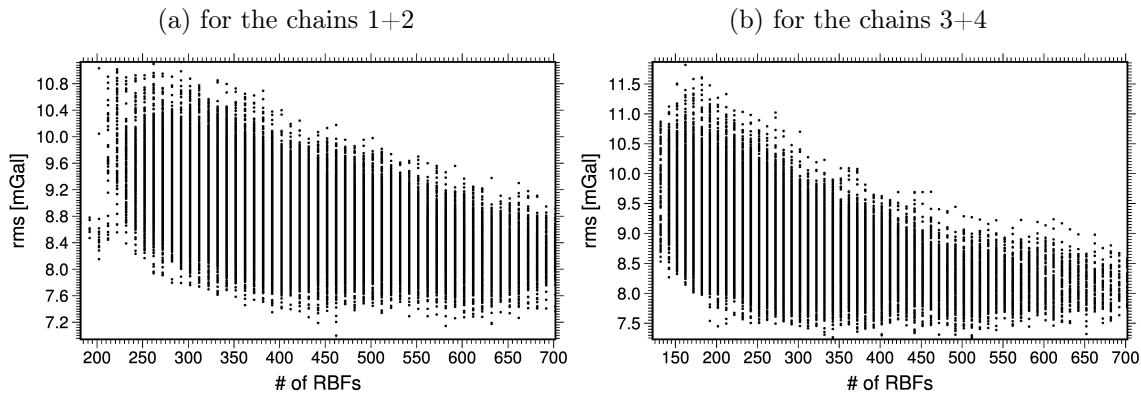 (a) for the chains 1+2
10.8
10.4
10.0
9.6
9.2
8.8
8.4
8.0
7.6
7.2
rms [mGal]
200 250 300 350 400 450 500 550 600 650 700
# of RBFs
(b) for the chains 3+4
11.5
11.0
10.5
10.0
9.5
9.0
8.5
8.0
7.5
rms [mGal]
150 200 250 300 350 400 450 500 550 600 650 700
# of RBFs